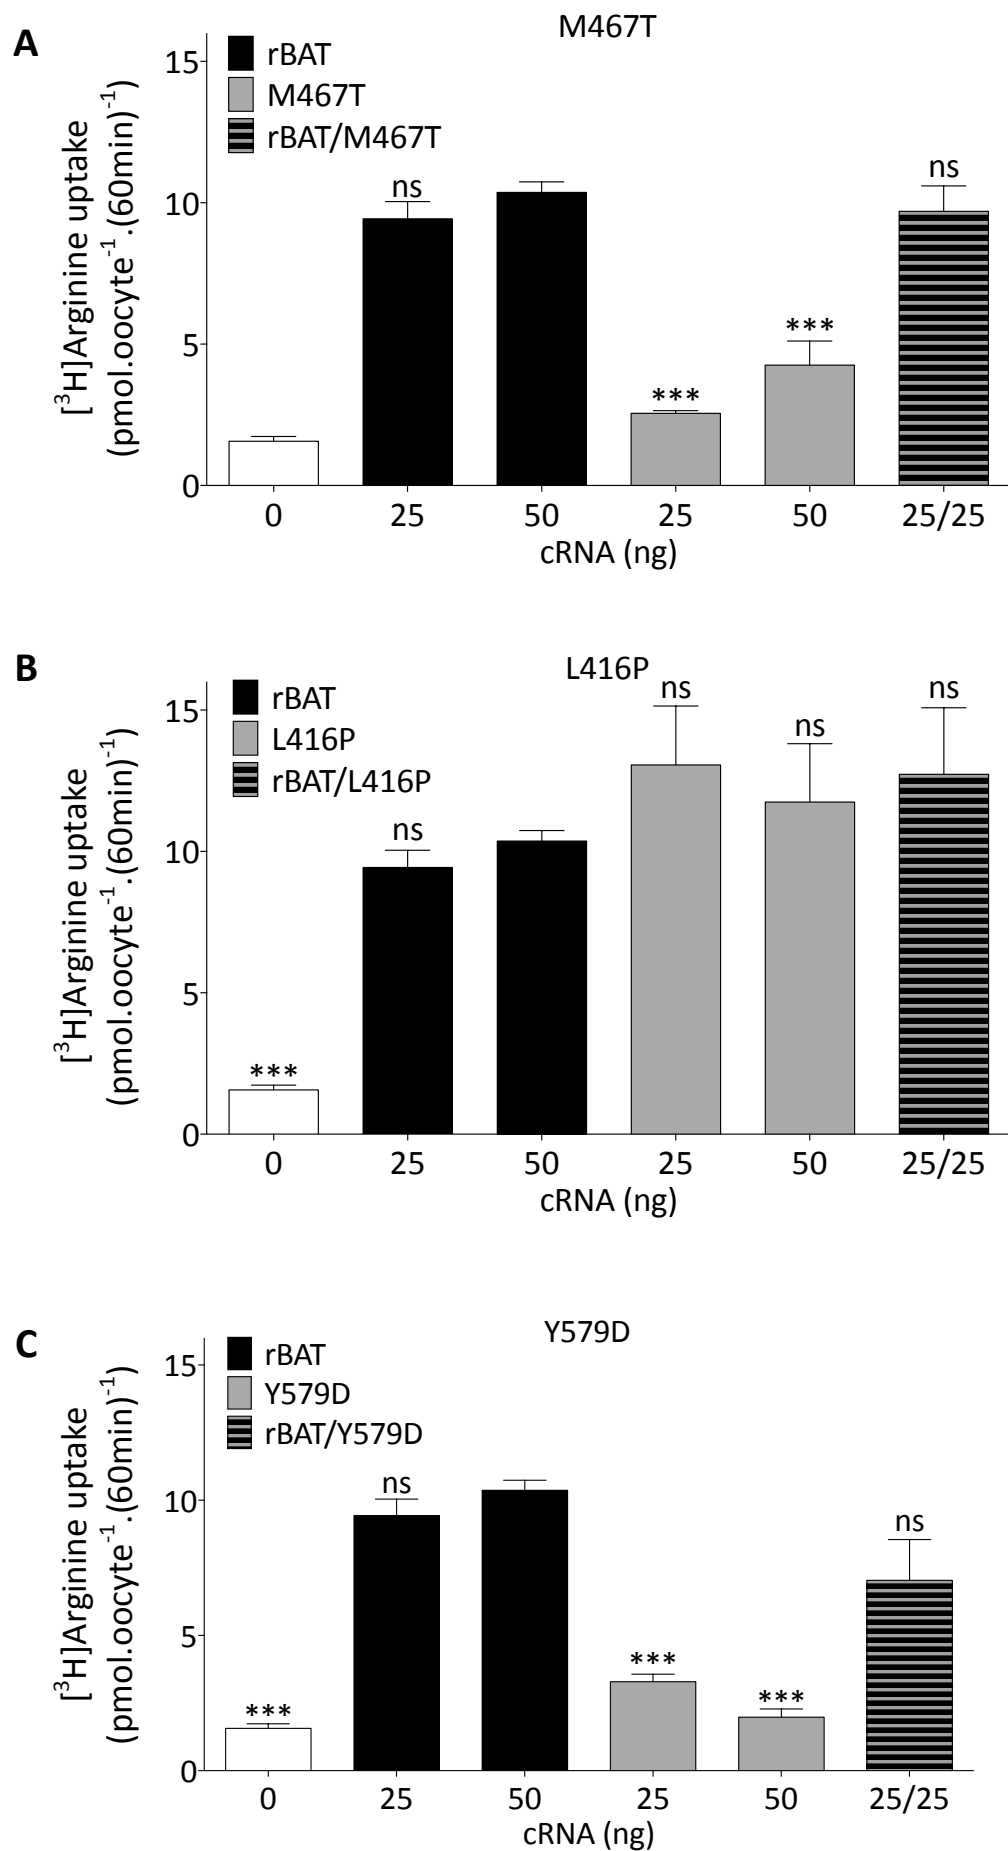 A
M467T
rBAT
M467T
rBAT/M467T
[³H]Arginine uptake
(pmol.oocyte⁻¹.(60min)⁻¹)
15
10
5
0
ns
***
***
ns
0 25 50 25 50 25/25
cRNA (ng)
B
L416P
rBAT
L416P
rBAT/L416P
[³H]Arginine uptake
(pmol.oocyte⁻¹.(60min)⁻¹)
15
10
5
0
***
ns
ns
ns
ns
0 25 50 25 50 25/25
cRNA (ng)
C
Y579D
rBAT
Y579D
rBAT/Y579D
[³H]Arginine uptake
(pmol.oocyte⁻¹.(60min)⁻¹)
15
10
5
0
***
ns
***
***
ns
0 25 50 25 50 25/25
cRNA (ng)